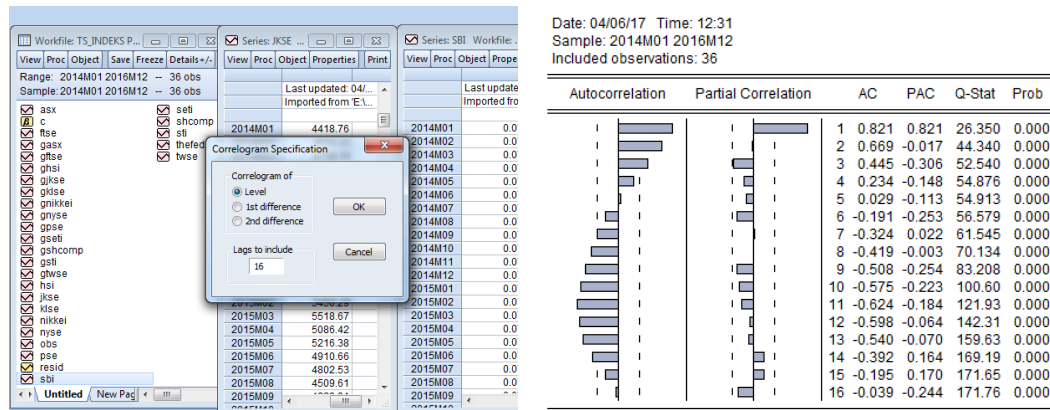 Workfile: TS_INDEKS P...
View Proc Object Save Freeze Details+/-
Range: 2014M01 2016M12 -- 36 obs
Sample: 2014M01 2016M12 -- 36 obs
asx
c
ftse
gasx
gftse
ghsi
gjkse
gklse
gnikkei
gnyse
gpse
gseti
gshcomp
gsti
gtwse
hsi
jkse
klse
nikkei
nyse
obs
pse
resid
sbi
seti
shcomp
sti
thefed
twse
Untitled New Pag
Series: JKSE ...
View Proc Object Properties Print
Last updated: 04/...
Imported from 'E:\...
2014M01 4418.76
Correlogram Specification
Correlogram of
Level
1st difference
2nd difference
OK
Lags to include
16
Cancel
2015M02 5450.29
2015M03 5518.67
2015M04 5086.42
2015M05 5216.38
2015M06 4910.66
2015M07 4802.53
2015M08 4509.61
2015M09
Series: SBI Workfile: ...
View Proc Object Prope
Last update
Imported fro
2014M01 0.0
2014M02 0.0
2014M03 0.0
2014M04 0.0
2014M05 0.0
2014M06 0.0
2014M07 0.0
2014M08 0.0
2014M09 0.0
2014M10 0.0
2014M11 0.0
2014M12 0.0
2015M01 0.0
2015M02 0.0
2015M03 0.0
2015M04 0.0
2015M05 0.0
2015M06 0.0
2015M07 0.0
2015M08 0.0
2015M09
Date: 04/06/17 Time: 12:31
Sample: 2014M01 2016M12
Included observations: 36
Autocorrelation Partial Correlation AC PAC Q-Stat Prob
1 0.821 0.821 26.350 0.000
2 0.669 -0.017 44.340 0.000
3 0.445 -0.306 52.540 0.000
4 0.234 -0.148 54.876 0.000
5 0.029 -0.113 54.913 0.000
6 -0.191 -0.253 56.579 0.000
7 -0.324 0.022 61.545 0.000
8 -0.419 -0.003 70.134 0.000
9 -0.508 -0.254 83.208 0.000
10 -0.575 -0.223 100.60 0.000
11 -0.624 -0.184 121.93 0.000
12 -0.598 -0.064 142.31 0.000
13 -0.540 -0.070 159.63 0.000
14 -0.392 0.164 169.19 0.000
15 -0.195 0.170 171.65 0.000
16 -0.039 -0.244 171.76 0.000